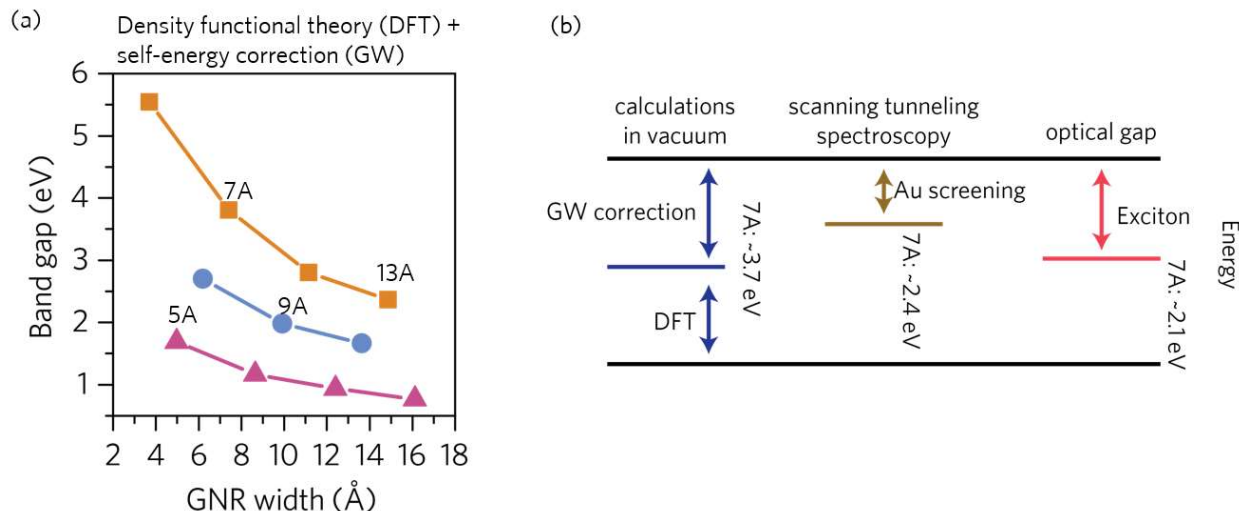 (a)
Density functional theory (DFT) +
self-energy correction (GW)
Band gap (eV)
6
5
4
3
2
1
7A
13A
9A
5A
2 4 6 8 10 12 14 16 18
GNR width (Å)
(b)
calculations
in vacuum
scanning tunneling
spectroscopy
optical gap
GW correction
DFT
7A: ~3.7 eV
Au screening
7A: ~2.4 eV
Exciton
7A: ~2.1 eV
Energy